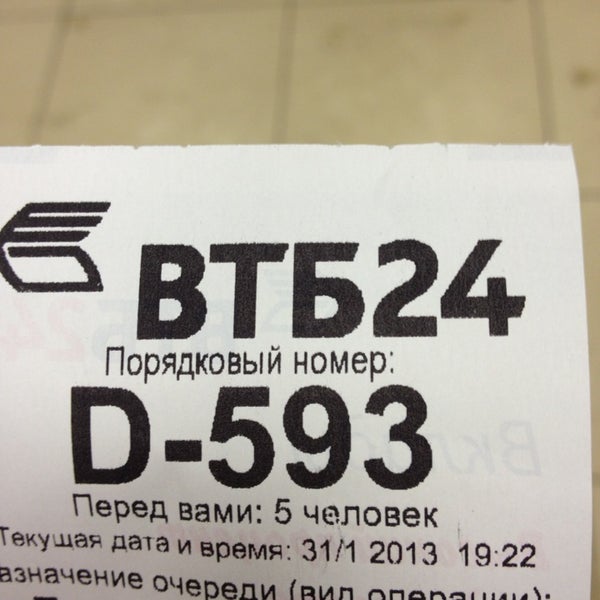 ВТБ24
Порядковый номер:
D-593
Перед вами: 5 человек
Текущая дата и время: 31/1 2013 19:22
азначение очереди (вид операции):